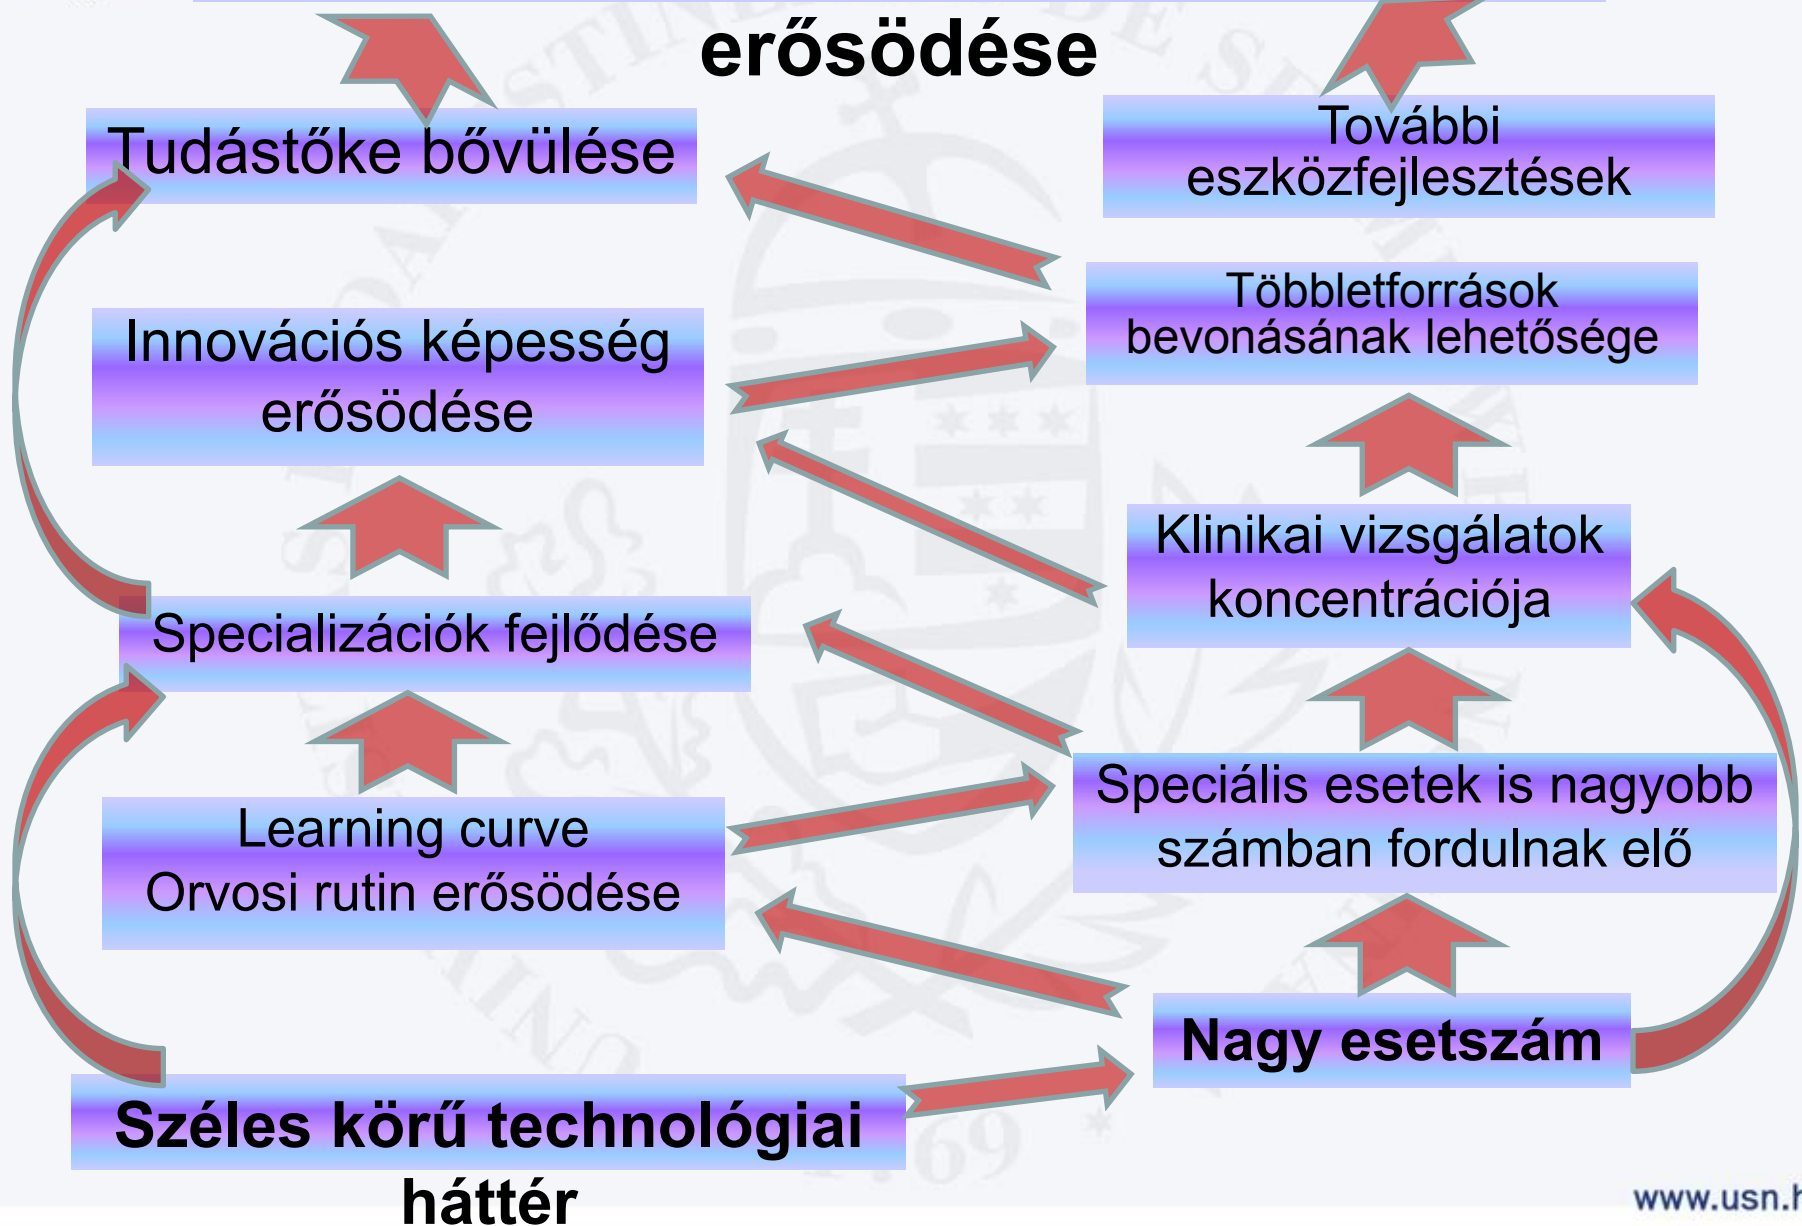 erősödése
Tudástőke bővülése
További
eszközfejlesztések
Többletforrások
bevonásának lehetősége
Innovációs képesség
erősödése
Klinikai vizsgálatok
koncentrációja
Specializációk fejlődése
Speciális esetek is nagyobb
számban fordulnak elő
Learning curve
Orvosi rutin erősödése
Nagy esetszám
Széles körű technológiai
háttér
www.usn.h